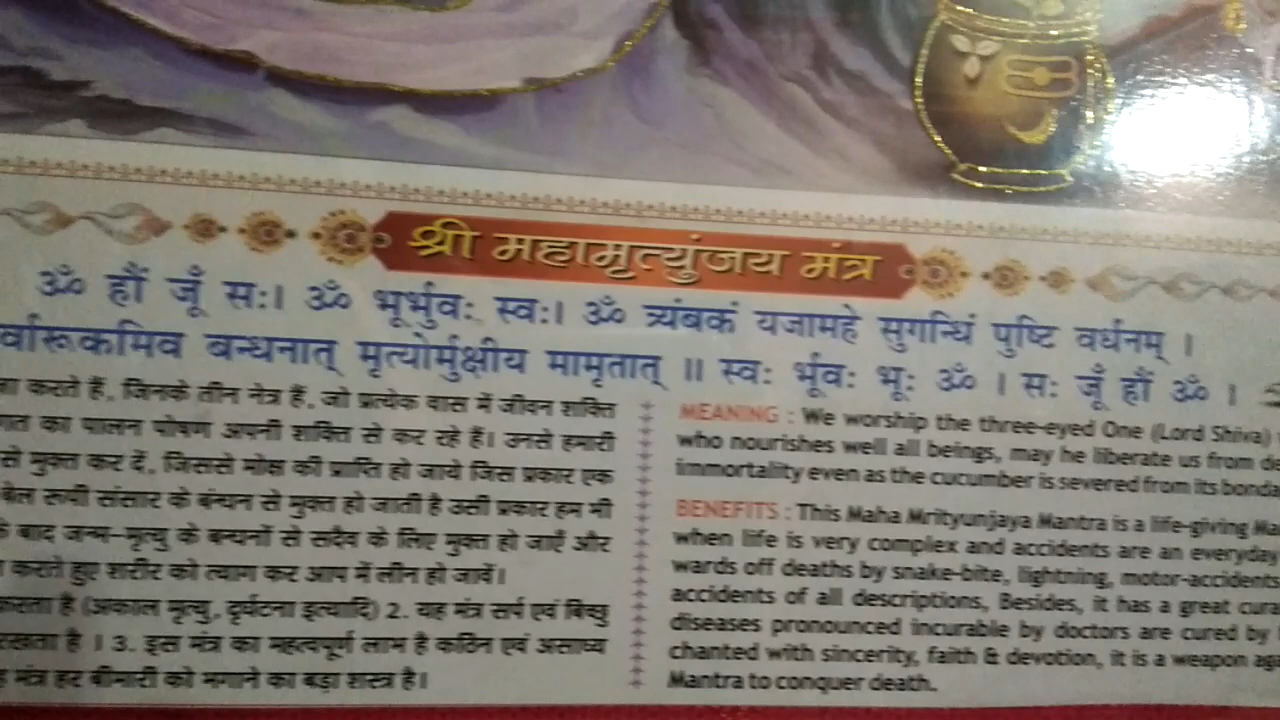 श्री महामृत्युंजय मंत्र
ॐ हौं जूँ सः। ॐ भूर्भुवः स्वः। ॐ त्र्यंबकं यजामहे सुगन्धिं पुष्टि वर्धनम् ।
र्वारूकमिव बन्धनात् मृत्योर्मुक्षीय मामृतात् ॥ स्वः र्भूवः भूः ॐ । सः जूँ हौं ॐ ।
करते हैं, जिनके तीन नेत्र हैं, जो प्रत्येक वास में जीवन शक्ति
का पालन पोषण अपनी शक्ति से कर रहे हैं। उनसे हमारी
से मुक्त कर दें, जिससे मोक्ष की प्राप्ति हो जाये जिस प्रकार एक
बेल रूपी संसार के बंन्धन से मुक्त हो जाती है उसी प्रकार हम भी
के बाद जन्म-मृत्यु के बन्धनों से सदैव के लिए मुक्त हो जाएँ और
कराते हुए शरीर को त्याग कर आप में लीन हो जावें।
करता है (अकाल मृत्यु, दुर्घटना इत्यादि) 2. यह मंत्र सर्प एवं बिच्छु
रखता है । 3. इस मंत्र का महत्वपूर्ण लाभ है कठिन एवं असाध्य
मंत्र हर बीमारी को भगाने का बड़ा शस्त्र है।
MEANING : We worship the three-eyed One (Lord Shiva)
who nourishes well all beings, may he liberate us from de
immortality even as the cucumber is severed from its bonda
BENEFITS : This Maha Mrityunjaya Mantra is a life-giving Ma
when life is very complex and accidents are an everyday
wards off deaths by snake-bite, lightning, motor-accidents
accidents of all descriptions, Besides, it has a great cura
diseases pronounced incurable by doctors are cured by
chanted with sincerity, faith & devotion, it is a weapon aga
Mantra to conquer death.